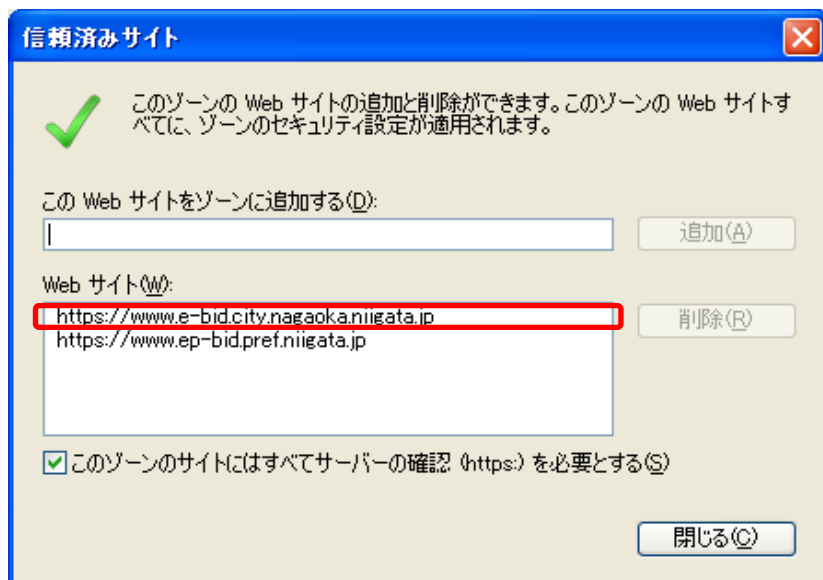 信頼済みサイト
このゾーンの Web サイトの追加と削除ができます。このゾーンの Web サイトす
べてに、ゾーンのセキュリティ設定が適用されます。
この Web サイトをゾーンに追加する(D):
追加(A)
Web サイト(W):
https://www.e-bid.city.nagaoka.niigata.jp
削除(R)
https://www.ep-bid.pref.niigata.jp
このゾーンのサイトにはすべてサーバーの確認 (https:) を必要とする(S)
閉じる(C)